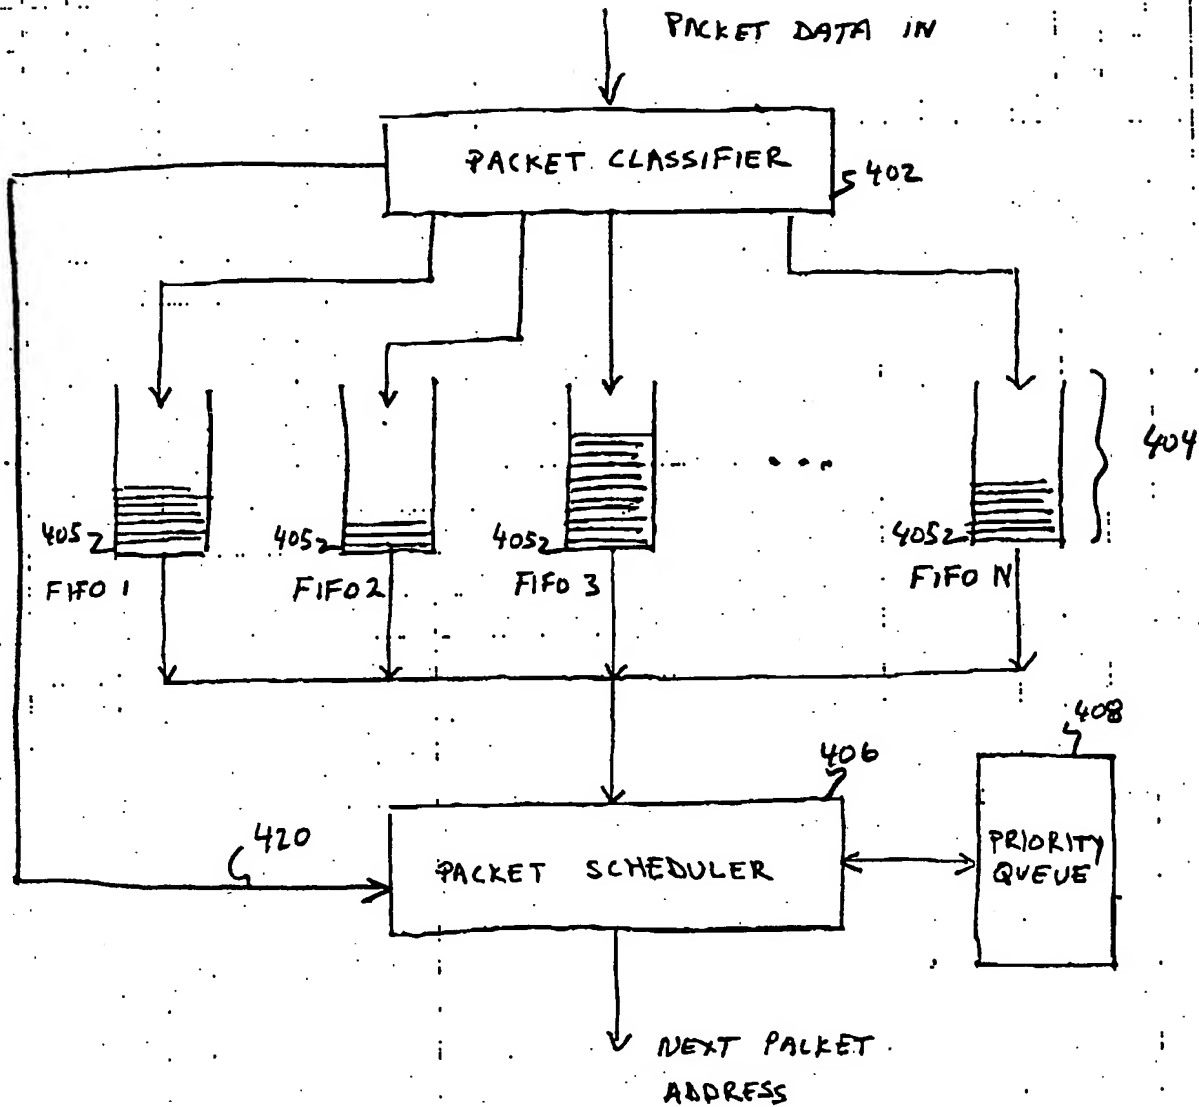 PACKET DATA IN
PACKET CLASSIFIER
402
404
405
405
405
405
FIFO 1
FIFO 2
FIFO 3
FIFO N
408
406
420
PACKET SCHEDULER
PRIORITY
QUEUE
NEXT PACKET
ADDRESS